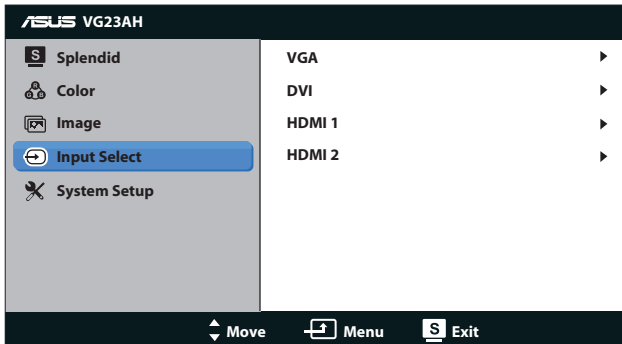 ASUS VG23AH
S Splendid
Color
Image
Input Select
System Setup
VGA
DVI
HDMI 1
HDMI 2
Move Menu S Exit